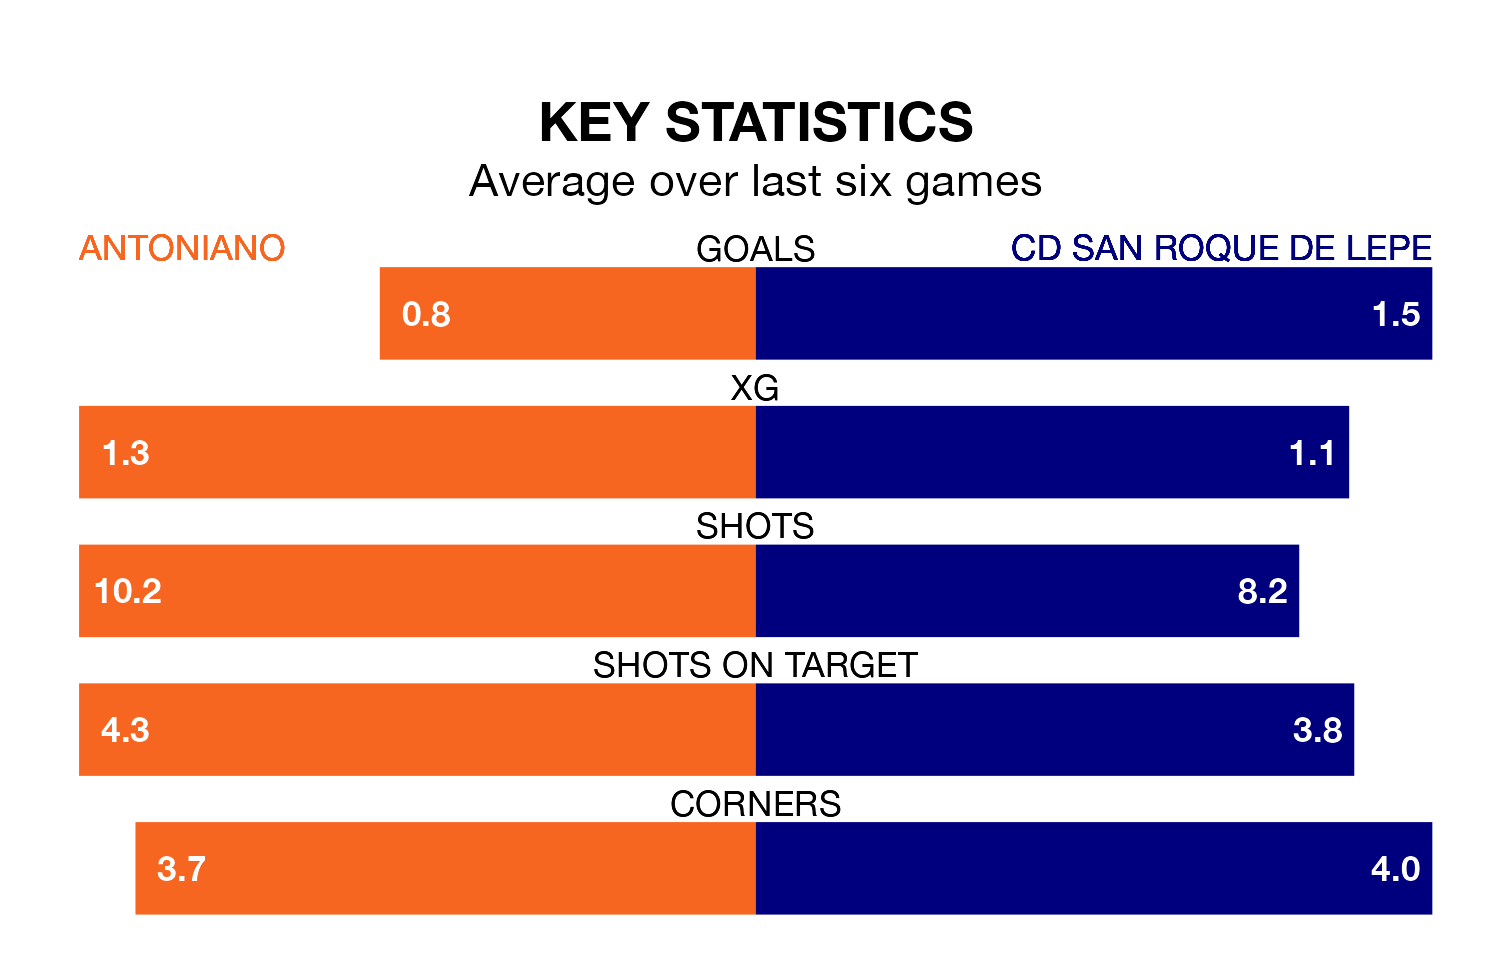 KEY STATISTICS
Average over last six games
ANTONIANO GOALS CD SAN ROQUE DE LEPE
0.8 1.5
XG
1.3 1.1
SHOTS
10.2 8.2
SHOTS ON TARGET
4.3 3.8
CORNERS
3.7 4.0